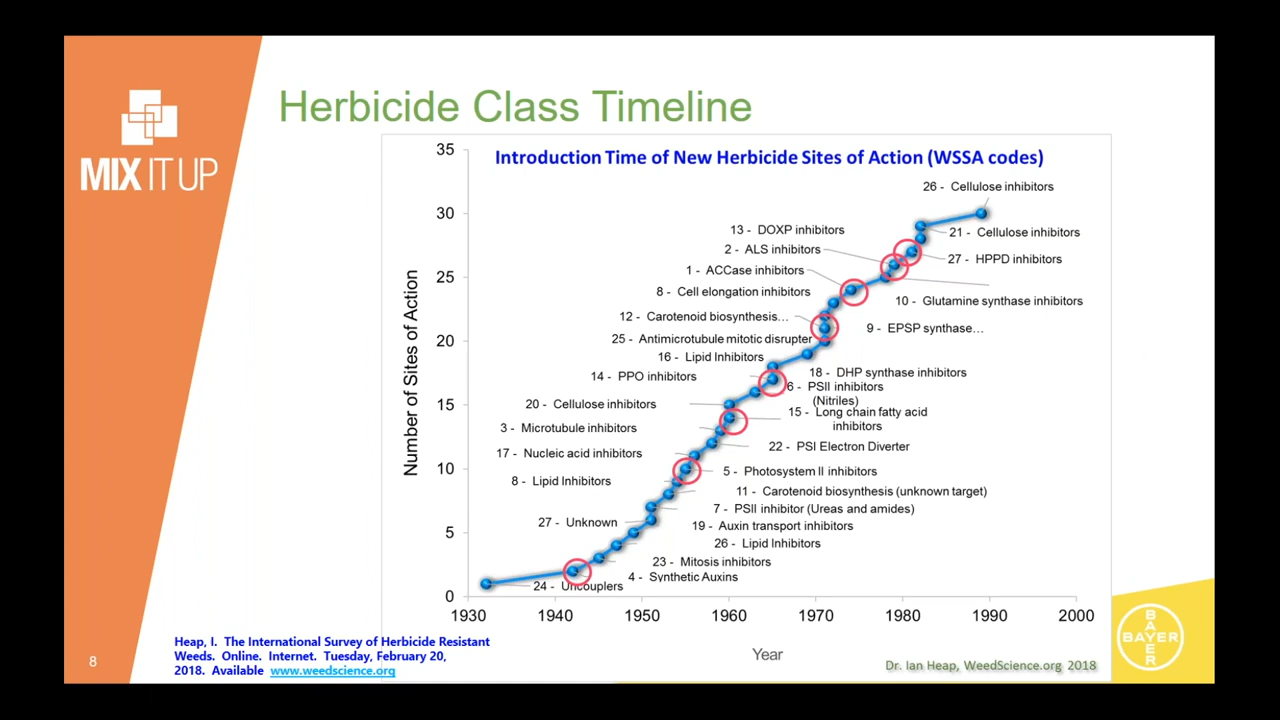 Herbicide Class Timeline
MIX IT UP
Introduction Time of New Herbicide Sites of Action (WSSA codes)
Number of Sites of Action
35
30
25
20
15
10
5
0
26 - Cellulose inhibitors
13 - DOXP inhibitors
21 - Cellulose inhibitors
2 - ALS inhibitors
27 - HPPD inhibitors
1 - ACCase inhibitors
8 - Cell elongation inhibitors
10 - Glutamine synthase inhibitors
12 - Carotenoid biosynthesis...
9 - EPSP synthase...
25 - Antimicrotubule mitotic disrupter
16 - Lipid Inhibitors
18 - DHP synthase inhibitors
14 - PPO inhibitors
6 - PSII inhibitors
(Nitriles)
20 - Cellulose inhibitors
15 - Long chain fatty acid
inhibitors
3 - Microtubule inhibitors
22 - PSI Electron Diverter
17 - Nucleic acid inhibitors
5 - Photosystem II inhibitors
8 - Lipid Inhibitors
11 - Carotenoid biosynthesis (unknown target)
7 - PSII inhibitor (Ureas and amides)
27 - Unknown
19 - Auxin transport inhibitors
26 - Lipid Inhibitors
23 - Mitosis inhibitors
4 - Synthetic Auxins
24 - Uncouplers
1930 1940 1950 1960 1970 1980 1990 2000
Year
Heap, I. The International Survey of Herbicide Resistant
Weeds. Online. Internet. Tuesday, February 20,
2018. Available www.weedscience.org
Dr. Ian Heap, WeedScience.org 2018
8
BAYER
BAYER